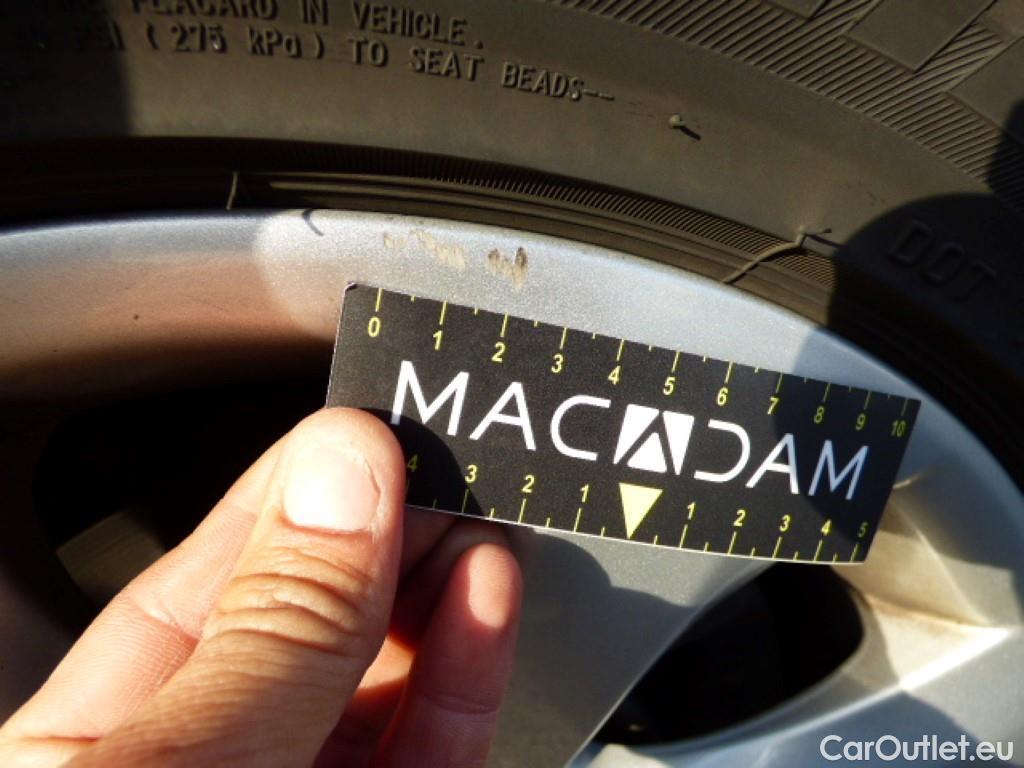 PLACARD IN VEHICLE.
PSI (275 kPa) TO SEAT BEADS--
DOT
0 1 2 3 4 5 6 7 8 9 10
MACADAM
4 3 2 1 1 2 3 4 5
CarOutlet.eu